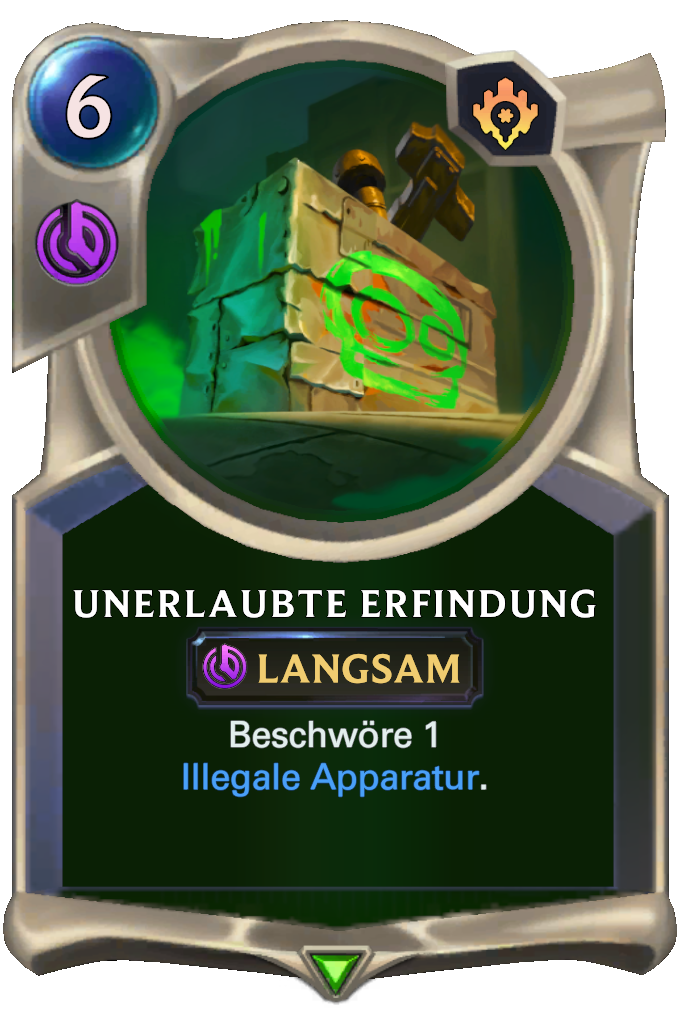 6
UNERLAUBTE ERFINDUNG
LANGSAM
Beschwöre 1
Illegale Apparatur.